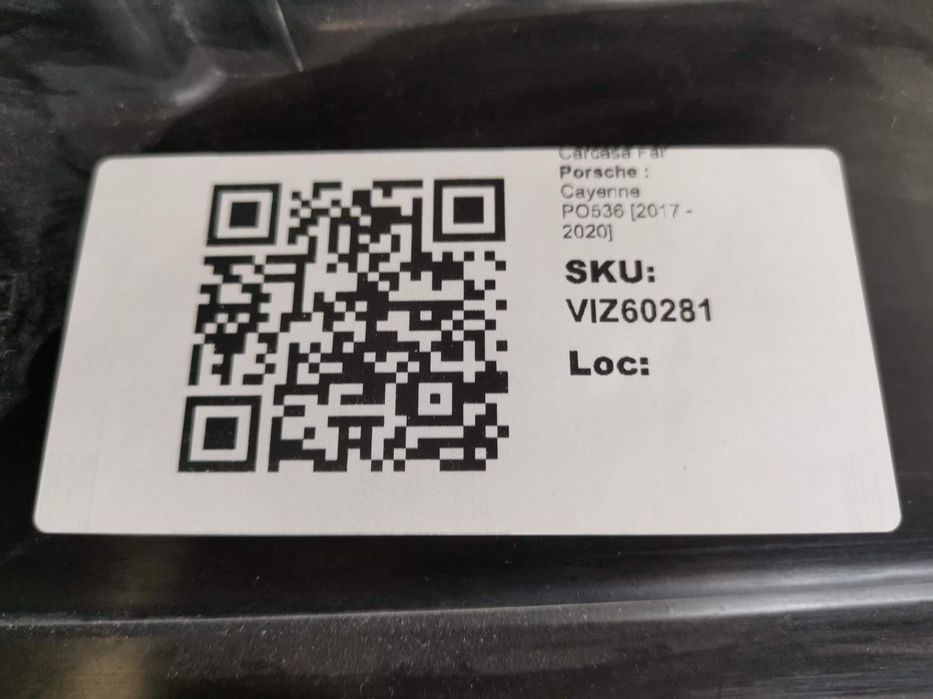 Carcasa Far
Porsche :
Cayenne
PO536 [2017 -
2020]
SKU:
VIZ60281
Loc: